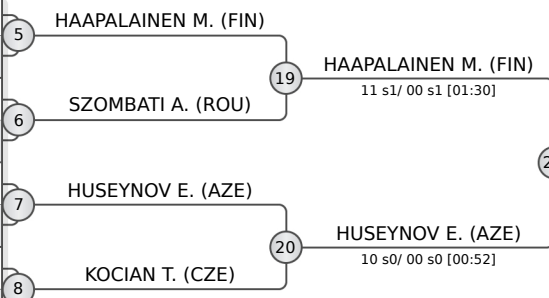 HAAPALAINEN M. (FIN)
5
19
HAAPALAINEN M. (FIN)
11 s1/ 00 s1 [01:30]
SZOMBATI A. (ROU)
6
HUSEYNOV E. (AZE)
7
20
HUSEYNOV E. (AZE)
10 s0/ 00 s0 [00:52]
KOCIAN T. (CZE)
8